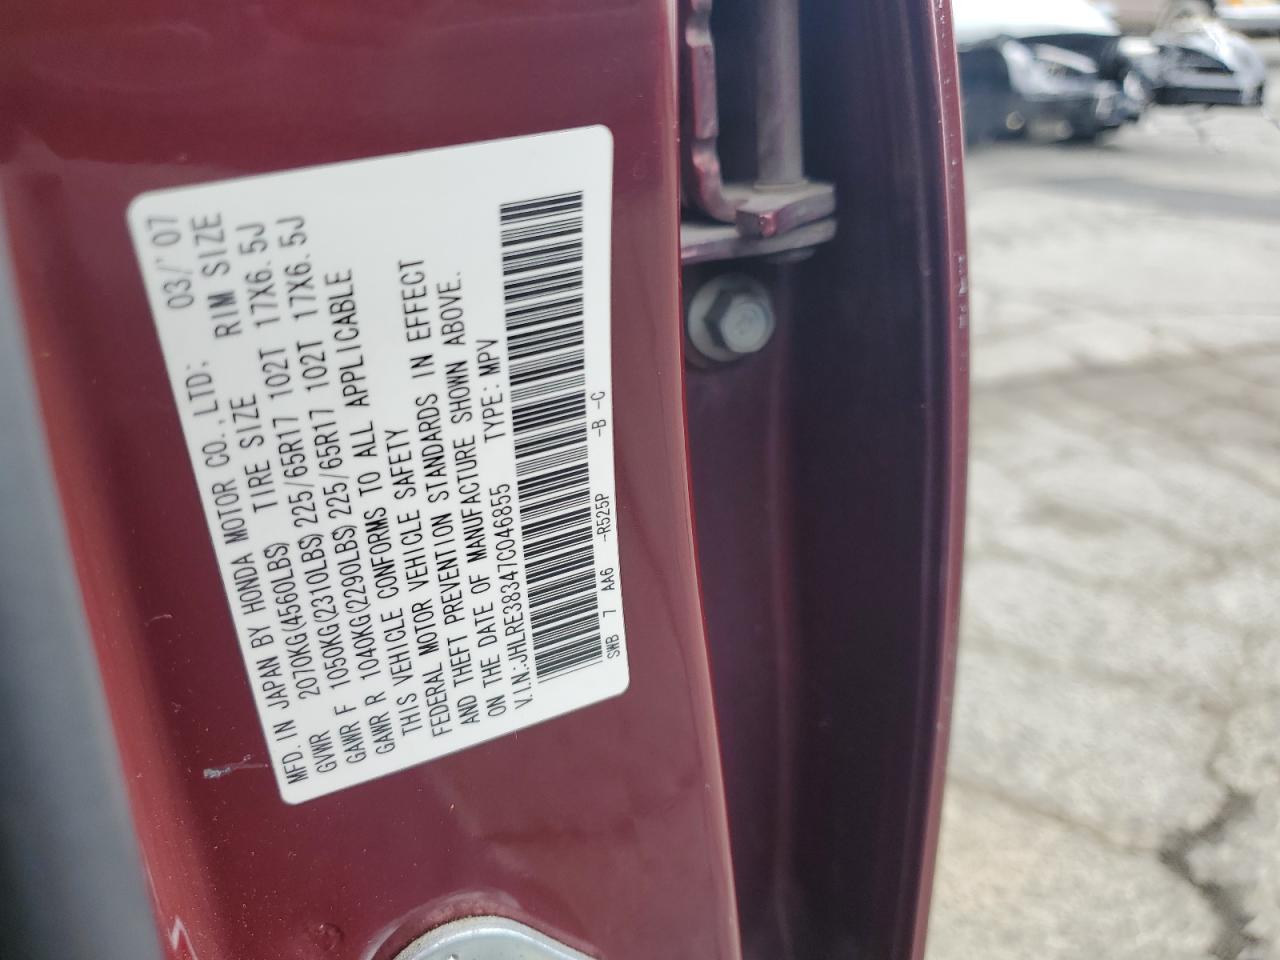 MFD. IN JAPAN BY HONDA MOTOR CO., LTD: 03/'07
GVWR 2070KG(4560LBS) TIRE SIZE RIM SIZE
GAWR F 1050KG(2310LBS) 225/65R17 102T 17X6.5J
GAWR R 1040KG(2290LBS) 225/65R17 102T 17X6.5J
THIS VEHICLE CONFORMS TO ALL APPLICABLE
FEDERAL MOTOR VEHICLE SAFETY
AND THEFT PREVENTION STANDARDS IN EFFECT
ON THE DATE OF MANUFACTURE SHOWN ABOVE.
V.I.N.:JHLRE38347C046855 TYPE: MPV
SWB 7 AA6 -R525P -B -C